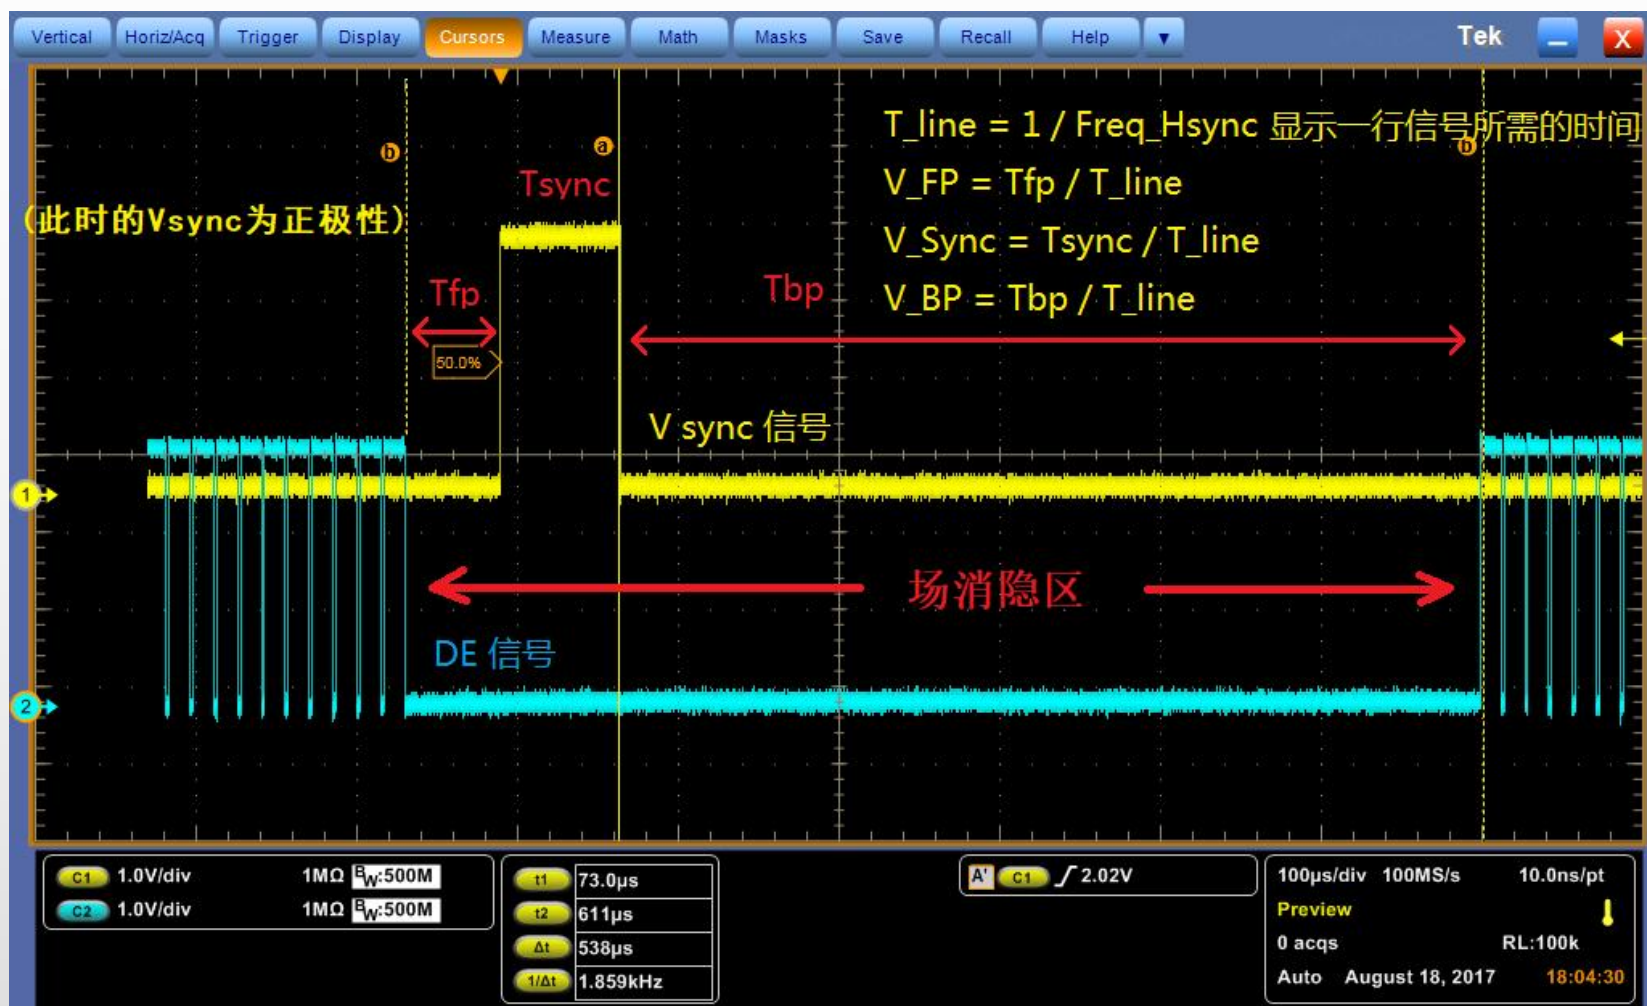 Vertical Horiz/Acq Trigger Display Cursors Measure Math Masks Save Recall Help Tek X
T_line = 1 / Freq_Hsync 显示一行信号所需的时间
b a b
Tsync
V_FP = Tfp / T_line
(此时的Vsync为正极性)
V_Sync = Tsync / T_line
Tfp
Tbp
V_BP = Tbp / T_line
50.0%
V sync 信号
1
场消隐区
DE 信号
2
C1 1.0V/div 1MΩ BW:500M
C2 1.0V/div 1MΩ BW:500M
t1 73.0µs
t2 611µs
Δt 538µs
1/Δt 1.859kHz
A' C1 2.02V
100µs/div 100MS/s 10.0ns/pt
Preview
0 acqs RL:100k
Auto August 18, 2017 18:04:30